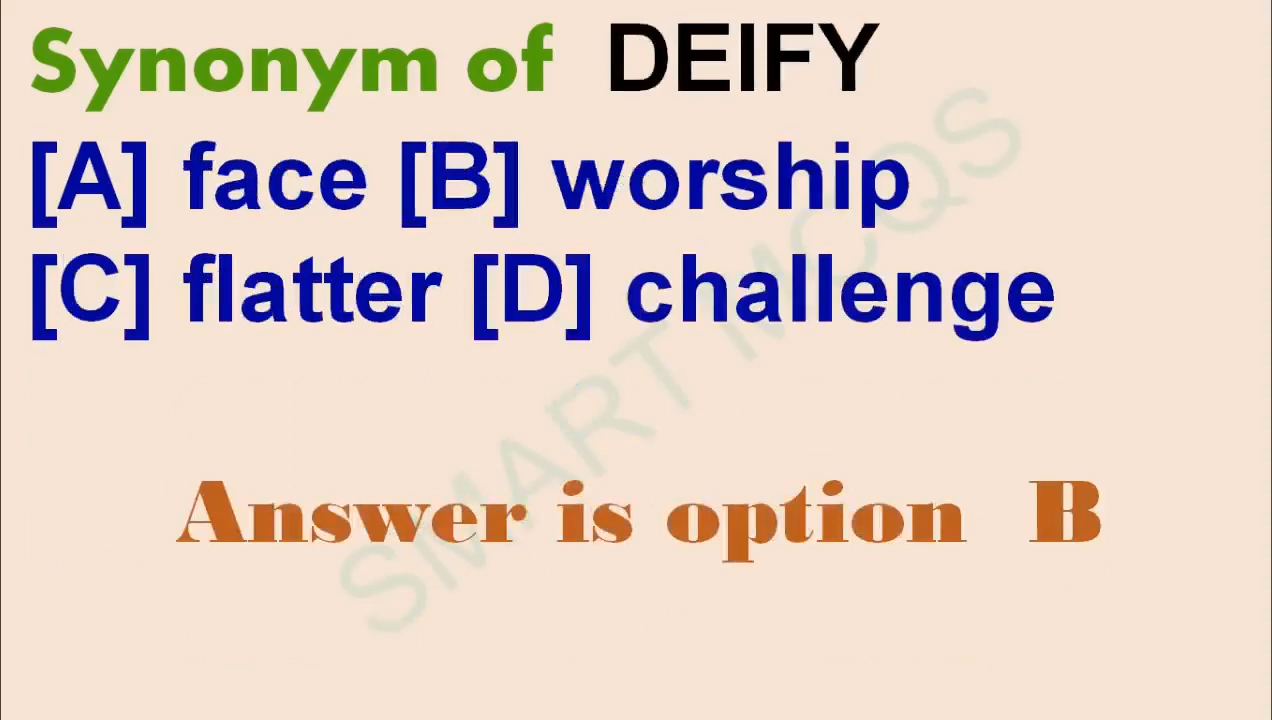 Synonym of DEIFY
[A] face [B] worship
[C] flatter [D] challenge
Answer is option B
SMART MCQS